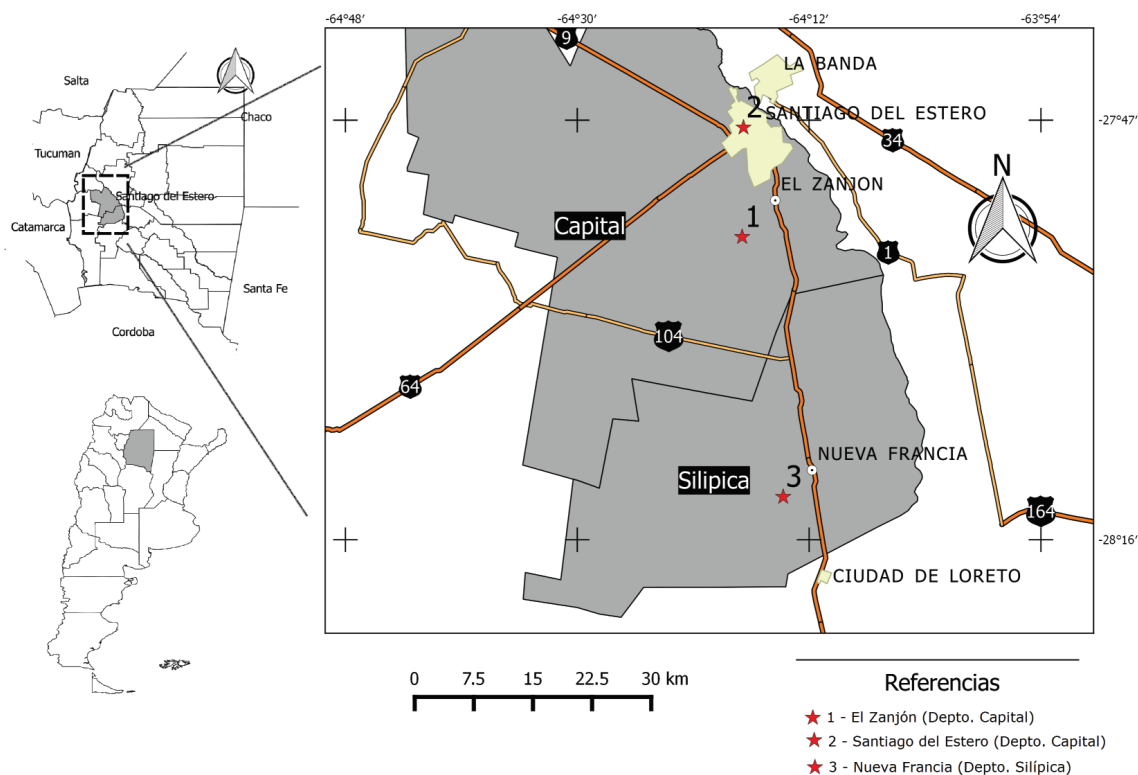 -64°48′
-64°30′
-64°12′
-63°54′
Salta
Chaco
Tucuman
Santiago del Estero
Catamarca
Santa Fe
Cordoba
9
LA BANDA
2
SANTIAGO DEL ESTERO
-27°47′
34
N
EL ZANJON
1
Capital
1
104
64
NUEVA FRANCIA
Silipica
3
164
-28°16′
CIUDAD DE LORETO
0 7.5 15 22.5 30 km
Referencias
1 - El Zanjón (Depto. Capital)
2 - Santiago del Estero (Depto. Capital)
3 - Nueva Francia (Depto. Silípica)